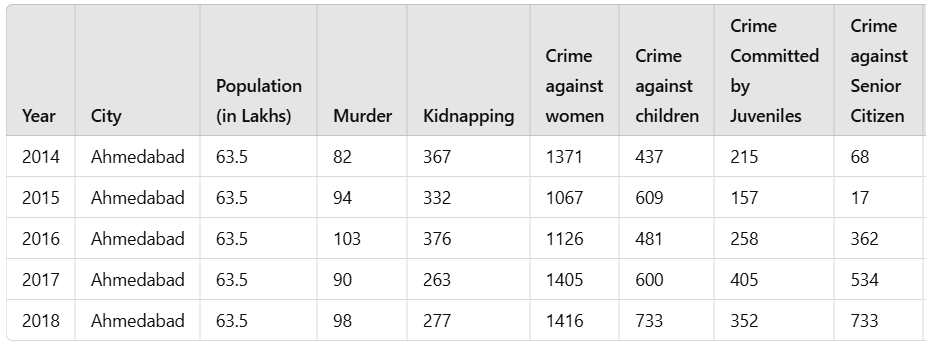 Year City Population (in Lakhs) Murder Kidnapping Crime against women Crime against children Crime Committed by Juveniles Crime against Senior Citizen
2014 Ahmedabad 63.5 82 367 1371 437 215 68
2015 Ahmedabad 63.5 94 332 1067 609 157 17
2016 Ahmedabad 63.5 103 376 1126 481 258 362
2017 Ahmedabad 63.5 90 263 1405 600 405 534
2018 Ahmedabad 63.5 98 277 1416 733 352 733